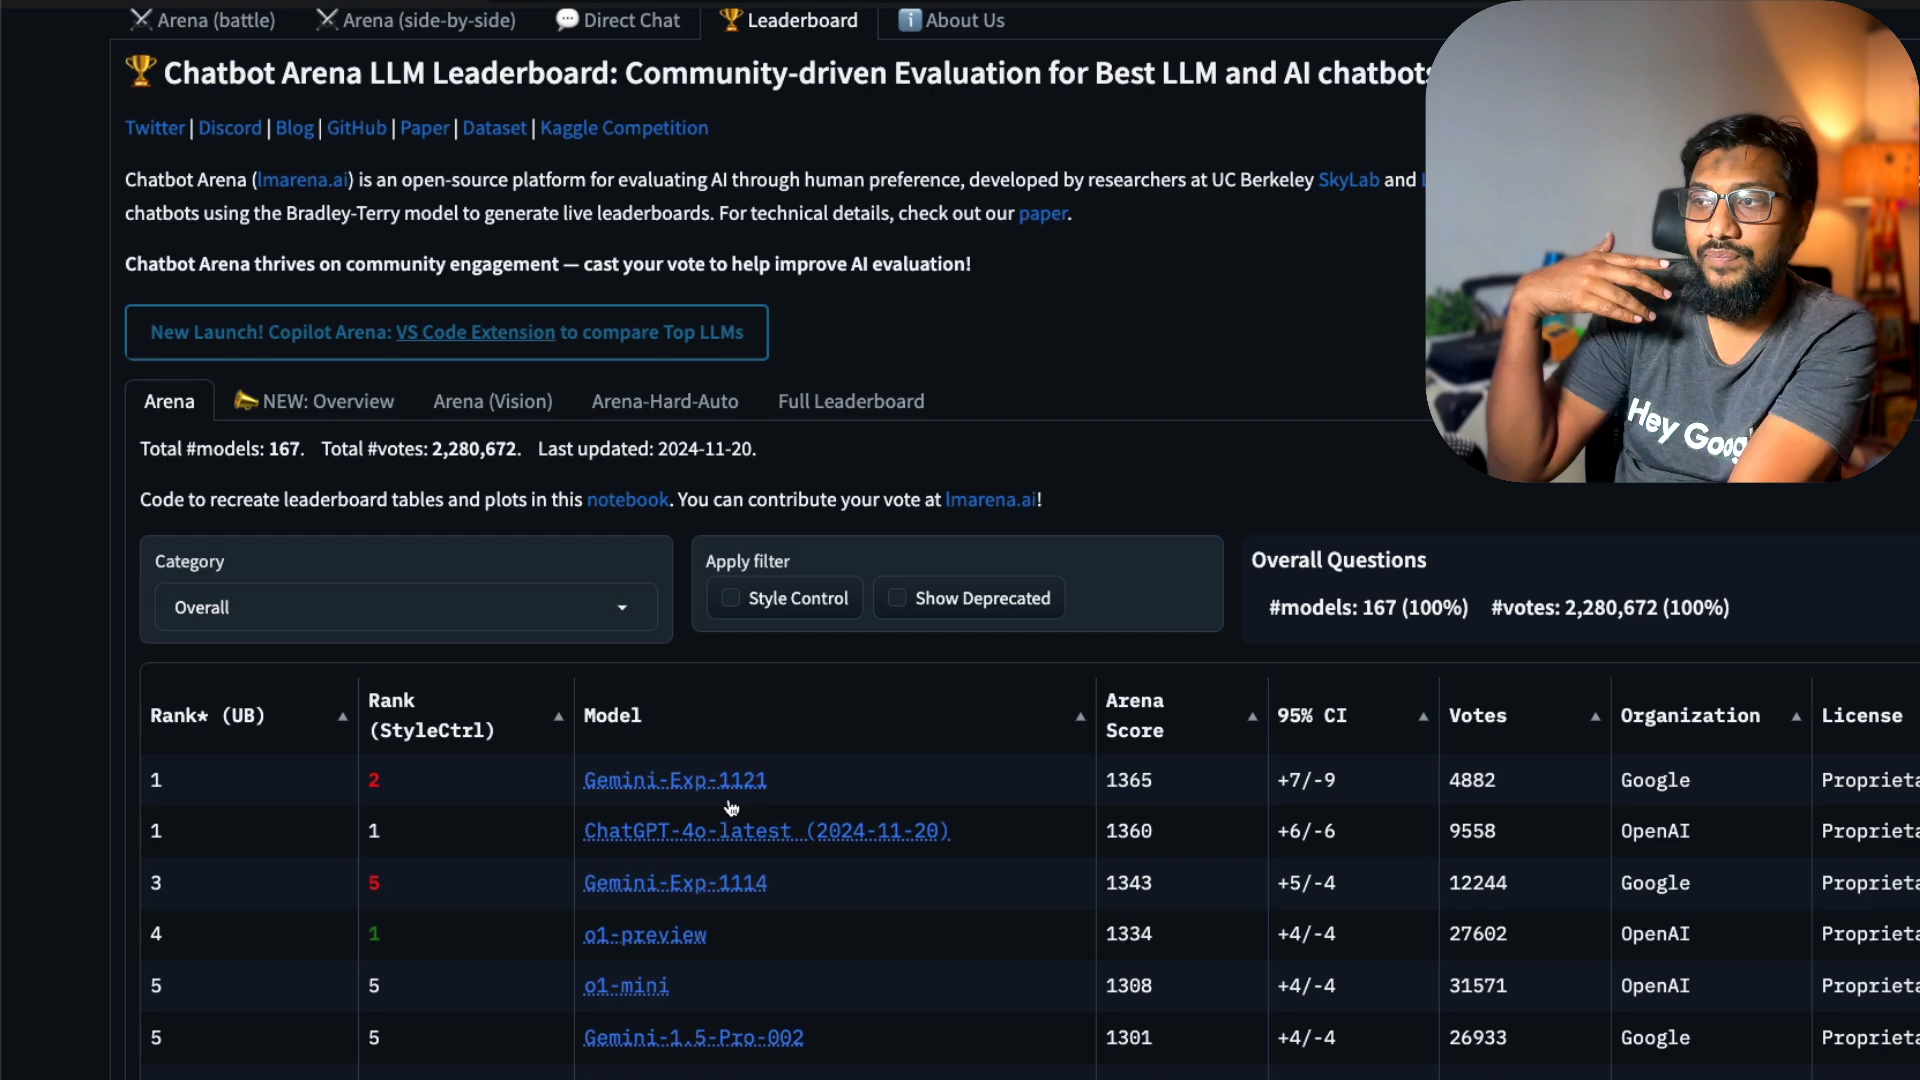 Arena (battle) Arena (side-by-side) Direct Chat Leaderboard About Us
Chatbot Arena LLM Leaderboard: Community-driven Evaluation for Best LLM and AI chatbots
Twitter | Discord | Blog | GitHub | Paper | Dataset | Kaggle Competition
Chatbot Arena (lmarena.ai) is an open-source platform for evaluating AI through human preference, developed by researchers at UC Berkeley SkyLab and
chatbots using the Bradley-Terry model to generate live leaderboards. For technical details, check out our paper.
Chatbot Arena thrives on community engagement — cast your vote to help improve AI evaluation!
New Launch! Copilot Arena: VS Code Extension to compare Top LLMs
Hey Goog
Arena NEW: Overview Arena (Vision) Arena-Hard-Auto Full Leaderboard
Total #models: 167. Total #votes: 2,280,672. Last updated: 2024-11-20.
Code to recreate leaderboard tables and plots in this notebook. You can contribute your vote at lmarena.ai!
Category
Overall
Apply filter
Style Control Show Deprecated
Overall Questions
#models: 167 (100%) #votes: 2,280,672 (100%)
Rank* (UB) Rank (StyleCtrl) Model Arena Score 95% CI Votes Organization License
1 2 Gemini-Exp-1121 1365 +7/-9 4882 Google Proprieta
1 1 ChatGPT-4o-latest (2024-11-20) 1360 +6/-6 9558 OpenAI Proprieta
3 5 Gemini-Exp-1114 1343 +5/-4 12244 Google Proprieta
4 1 o1-preview 1334 +4/-4 27602 OpenAI Proprieta
5 5 o1-mini 1308 +4/-4 31571 OpenAI Proprieta
5 5 Gemini-1.5-Pro-002 1301 +4/-4 26933 Google Proprieta